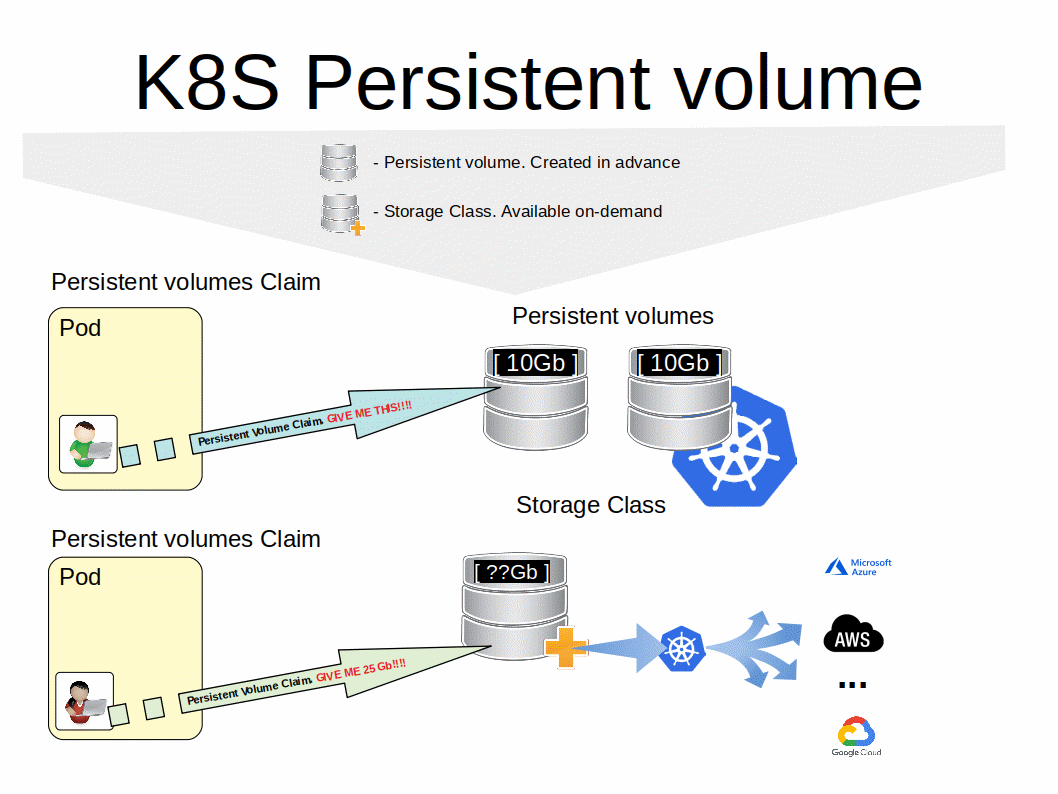 K8S Persistent volume
- Persistent volume. Created in advance
- Storage Class. Available on-demand
Persistent volumes Claim
Pod
Persistent Volume Claim. GIVE ME THIS!!!!
Persistent volumes
[ 10Gb ]
[ 10Gb ]
Storage Class
Persistent volumes Claim
Pod
Persistent Volume Claim. GIVE ME 25 Gb!!!!
[ ??Gb ]
Microsoft
Azure
AWS
...
Google Cloud